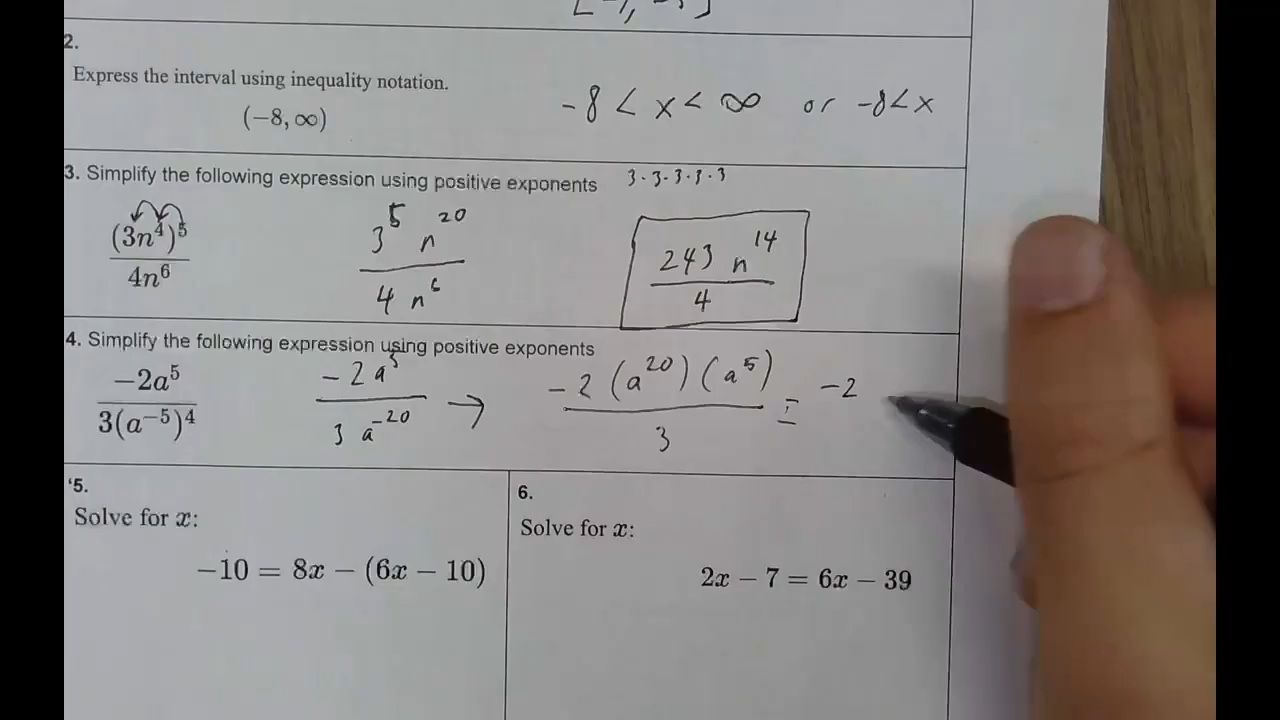 2.
Express the interval using inequality notation.
(−8, ∞)
-8 < x < ∞ or -8 < x
3. Simplify the following expression using positive exponents
3·3·3·3·3
(3n⁴)⁵ / 4n⁶
3⁵ n²⁰ / 4 n⁶
243 n¹⁴ / 4
4. Simplify the following expression using positive exponents
−2a⁵ / 3(a⁻⁵)⁴
-2a⁵ / 3 a⁻²⁰ →
-2 (a²⁰)(a⁵) / 3 = -2
5.
Solve for x:
−10 = 8x − (6x − 10)
6.
Solve for x:
2x − 7 = 6x − 39